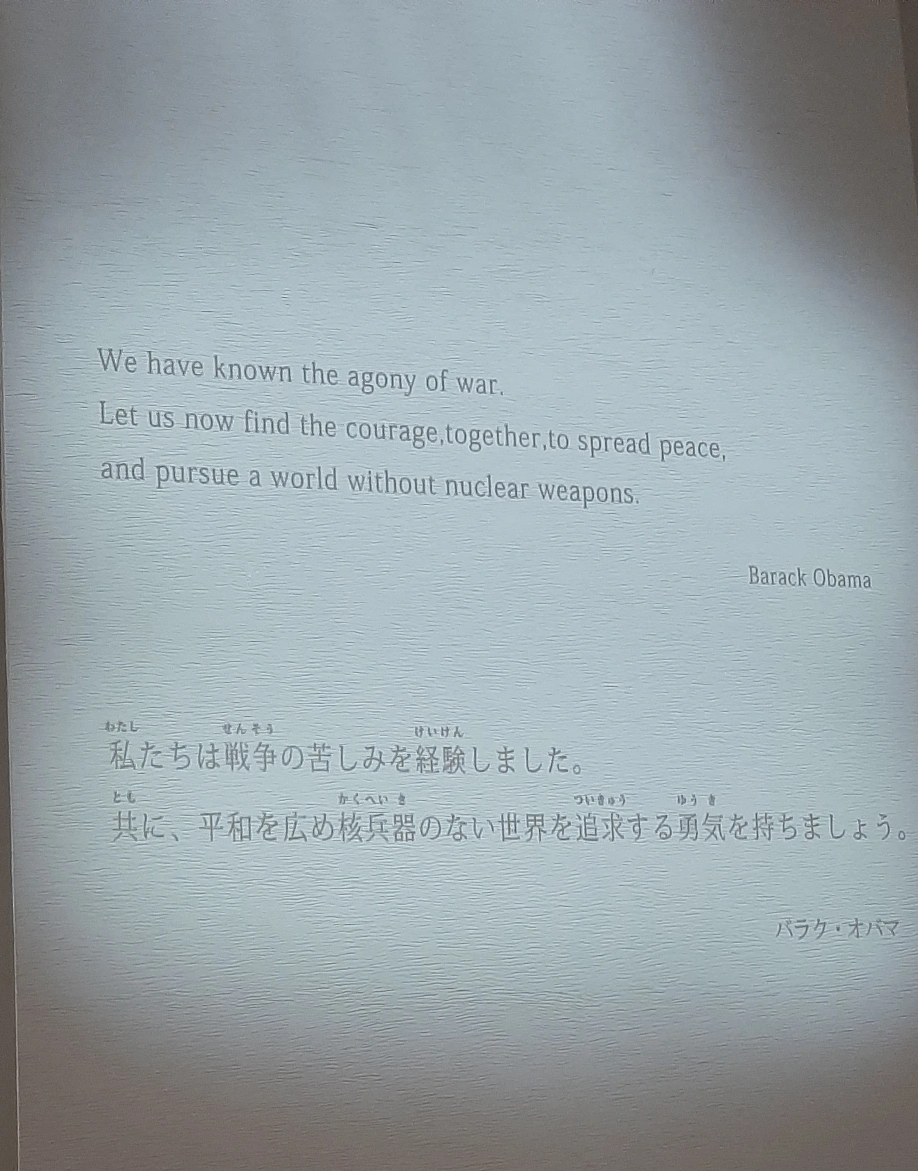 We have known the agony of war.
Let us now find the courage,together,to spread peace,
and pursue a world without nuclear weapons.
Barack Obama
わたし せんそう けいけん
私たちは戦争の苦しみを経験しました。
とも かくへいき ついきゅう ゆうき
共に、平和を広め核兵器のない世界を追求する勇気を持ちましょう。
バラク・オバマ